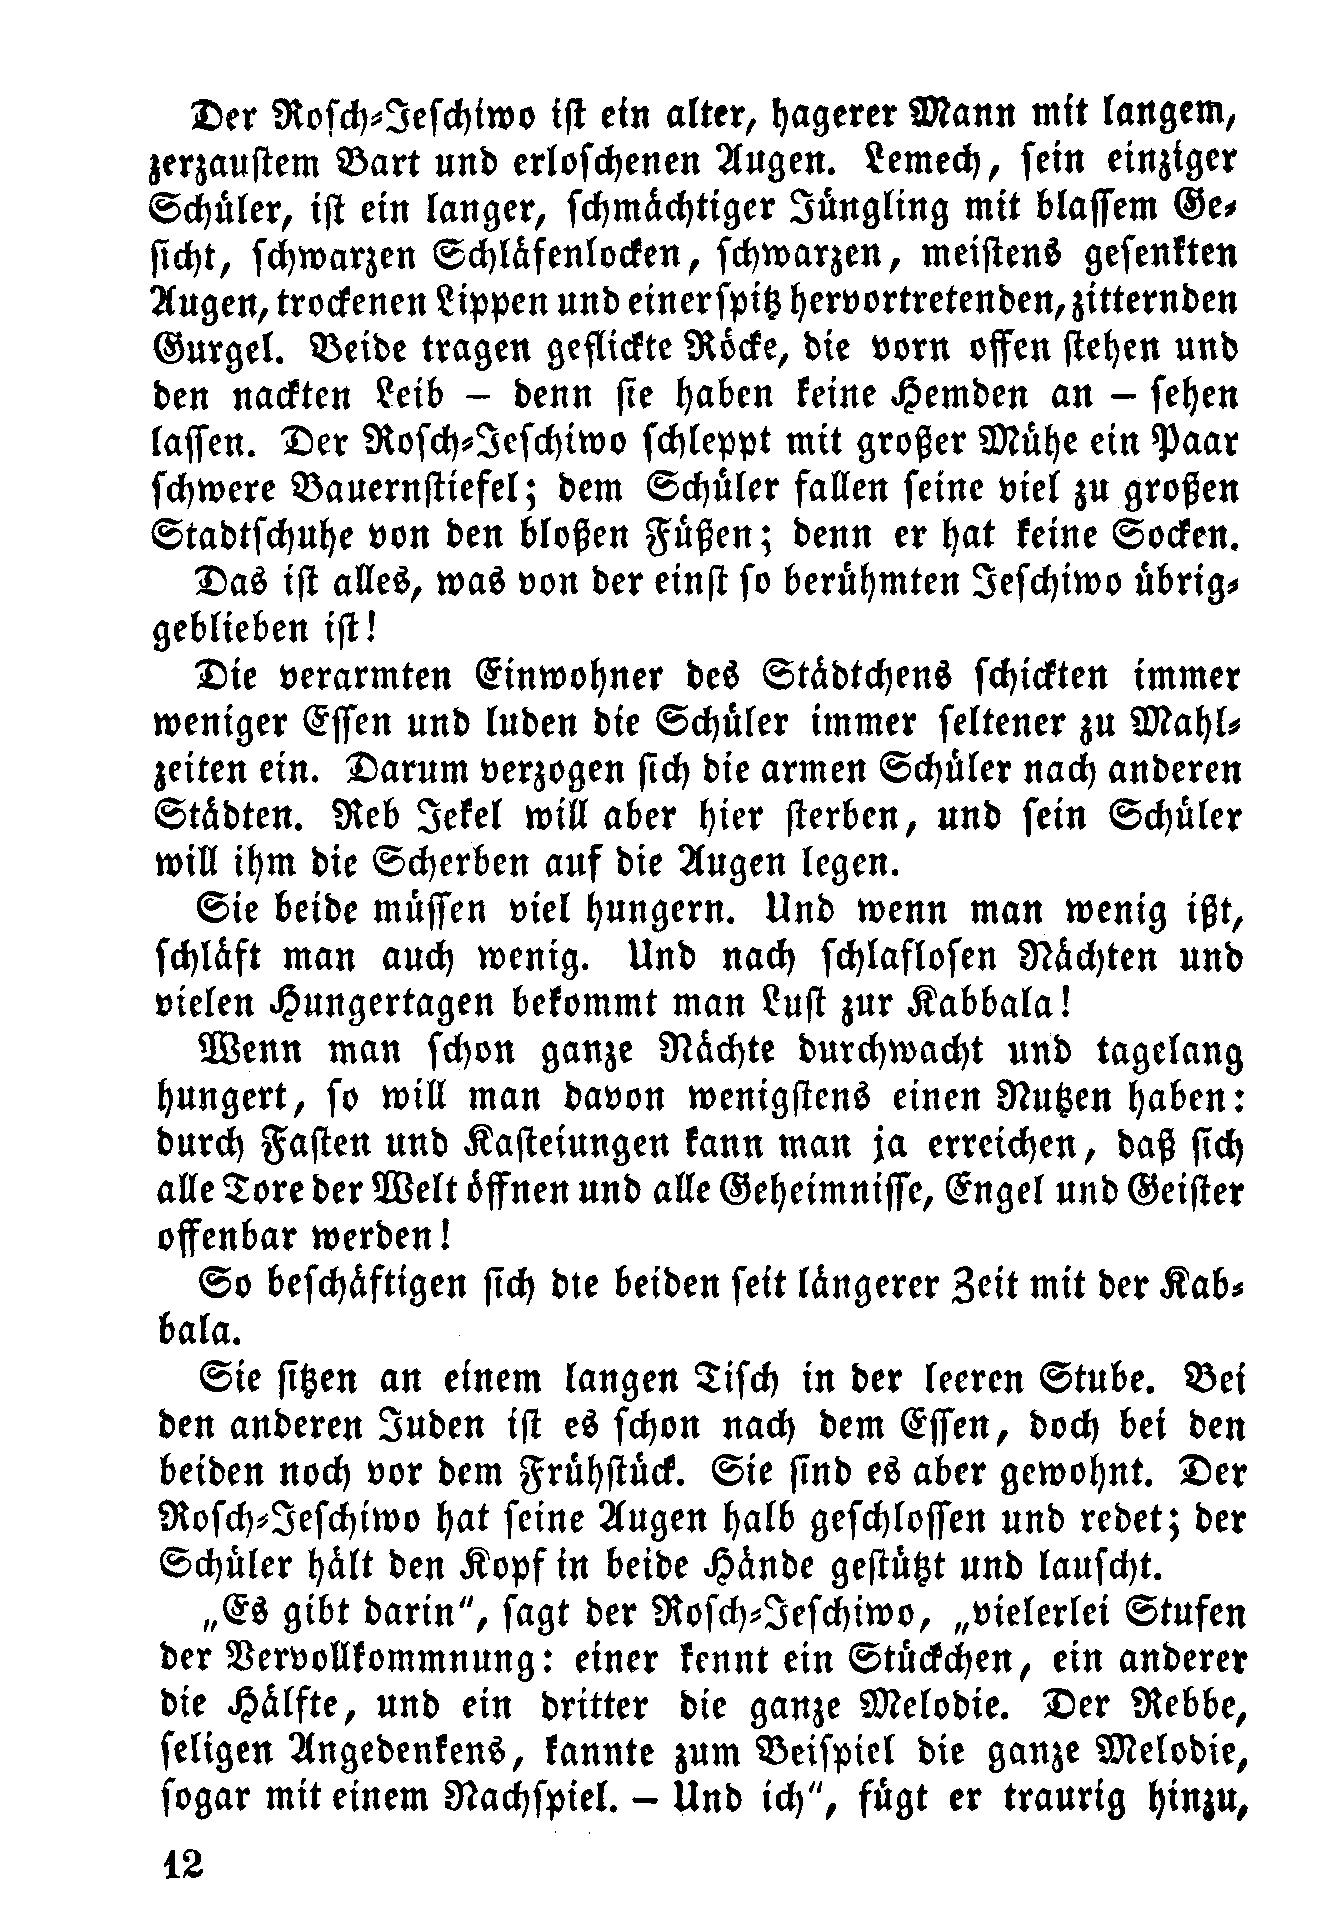 Der Rosch-Jeschiwo ist ein alter, hagerer Mann mit langem,
zerzaustem Bart und erloschenen Augen. Lemech, sein einziger
Schüler, ist ein langer, schmächtiger Jüngling mit blassem Ge-
sicht, schwarzen Schläfenlocken, schwarzen, meistens gesenkten
Augen, trockenen Lippen und einer spitz hervortretenden, zitternden
Gurgel. Beide tragen geflickte Röcke, die vorn offen stehen und
den nackten Leib – denn sie haben keine Hemden an – sehen
lassen. Der Rosch-Jeschiwo schleppt mit großer Mühe ein Paar
schwere Bauernstiefel; dem Schüler fallen seine viel zu großen
Stadtschuhe von den bloßen Füßen; denn er hat keine Socken.
Das ist alles, was von der einst so berühmten Jeschiwo übrig-
geblieben ist!
Die verarmten Einwohner des Städtchens schickten immer
weniger Essen und luden die Schüler immer seltener zu Mahl-
zeiten ein. Darum verzogen sich die armen Schüler nach anderen
Städten. Reb Jekel will aber hier sterben, und sein Schüler
will ihm die Scherben auf die Augen legen.
Sie beide müssen viel hungern. Und wenn man wenig ißt,
schläft man auch wenig. Und nach schlaflosen Nächten und
vielen Hungertagen bekommt man Lust zur Kabbala!
Wenn man schon ganze Nächte durchwacht und tagelang
hungert, so will man davon wenigstens einen Nutzen haben:
durch Fasten und Kasteiungen kann man ja erreichen, daß sich
alle Tore der Welt öffnen und alle Geheimnisse, Engel und Geister
offenbar werden!
So beschäftigen sich die beiden seit längerer Zeit mit der Kab-
bala.
Sie sitzen an einem langen Tisch in der leeren Stube. Bei
den anderen Juden ist es schon nach dem Essen, doch bei den
beiden noch vor dem Frühstück. Sie sind es aber gewohnt. Der
Rosch-Jeschiwo hat seine Augen halb geschlossen und redet; der
Schüler hält den Kopf in beide Hände gestützt und lauscht.
„Es gibt darin“, sagt der Rosch-Jeschiwo, „vielerlei Stufen
der Vervollkommnung: einer kennt ein Stückchen, ein anderer
die Hälfte, und ein dritter die ganze Melodie. Der Rebbe,
seligen Angedenkens, kannte zum Beispiel die ganze Melodie,
sogar mit einem Nachspiel. – Und ich“, fügt er traurig hinzu,
12